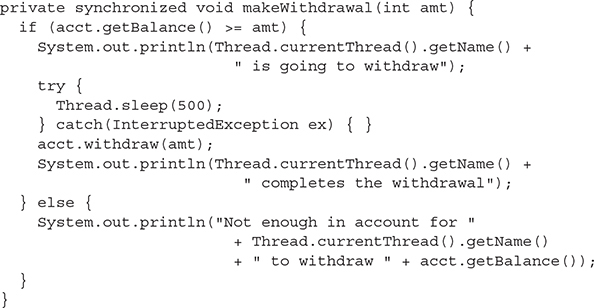 private synchronized void makeWithdrawal(int amt) {
  if (acct.getBalance() >= amt) {
    System.out.println(Thread.currentThread().getName() +
                       " is going to withdraw");
    try {
      Thread.sleep(500);
    } catch(InterruptedException ex) { }
    acct.withdraw(amt);
    System.out.println(Thread.currentThread().getName() +
                        " completes the withdrawal");
  } else {
    System.out.println("Not enough in account for "
                       + Thread.currentThread().getName()
                       + " to withdraw " + acct.getBalance());
  }
}